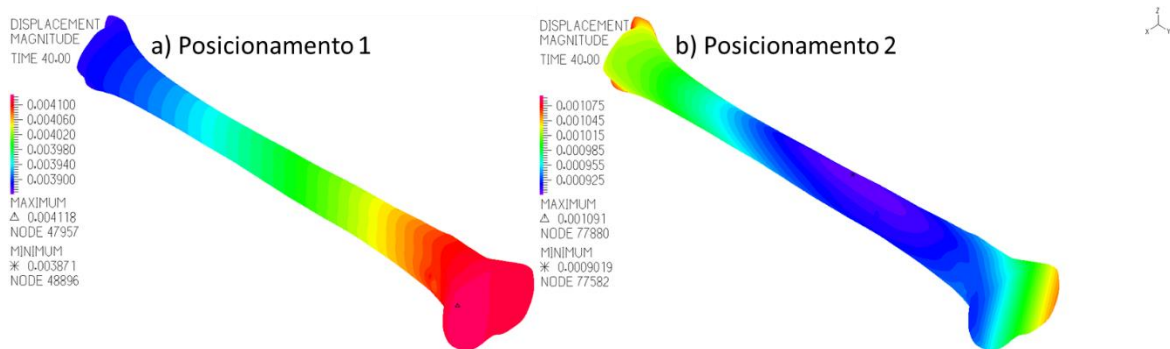 DISPLACEMENT
MAGNITUDE
TIME 40.00
a) Posicionamento 1
0.004100
0.004060
0.004020
0.003980
0.003940
0.003900
MAXIMUM
△ 0.004118
NODE 47957
MINIMUM
✳ 0.003871
NODE 48896
DISPLACEMENT
MAGNITUDE
TIME 40.00
b) Posicionamento 2
0.001075
0.001045
0.001015
0.000985
0.000955
0.000925
MAXIMUM
△ 0.001091
NODE 77880
MINIMUM
✳ 0.0009019
NODE 77582
Z
X Y